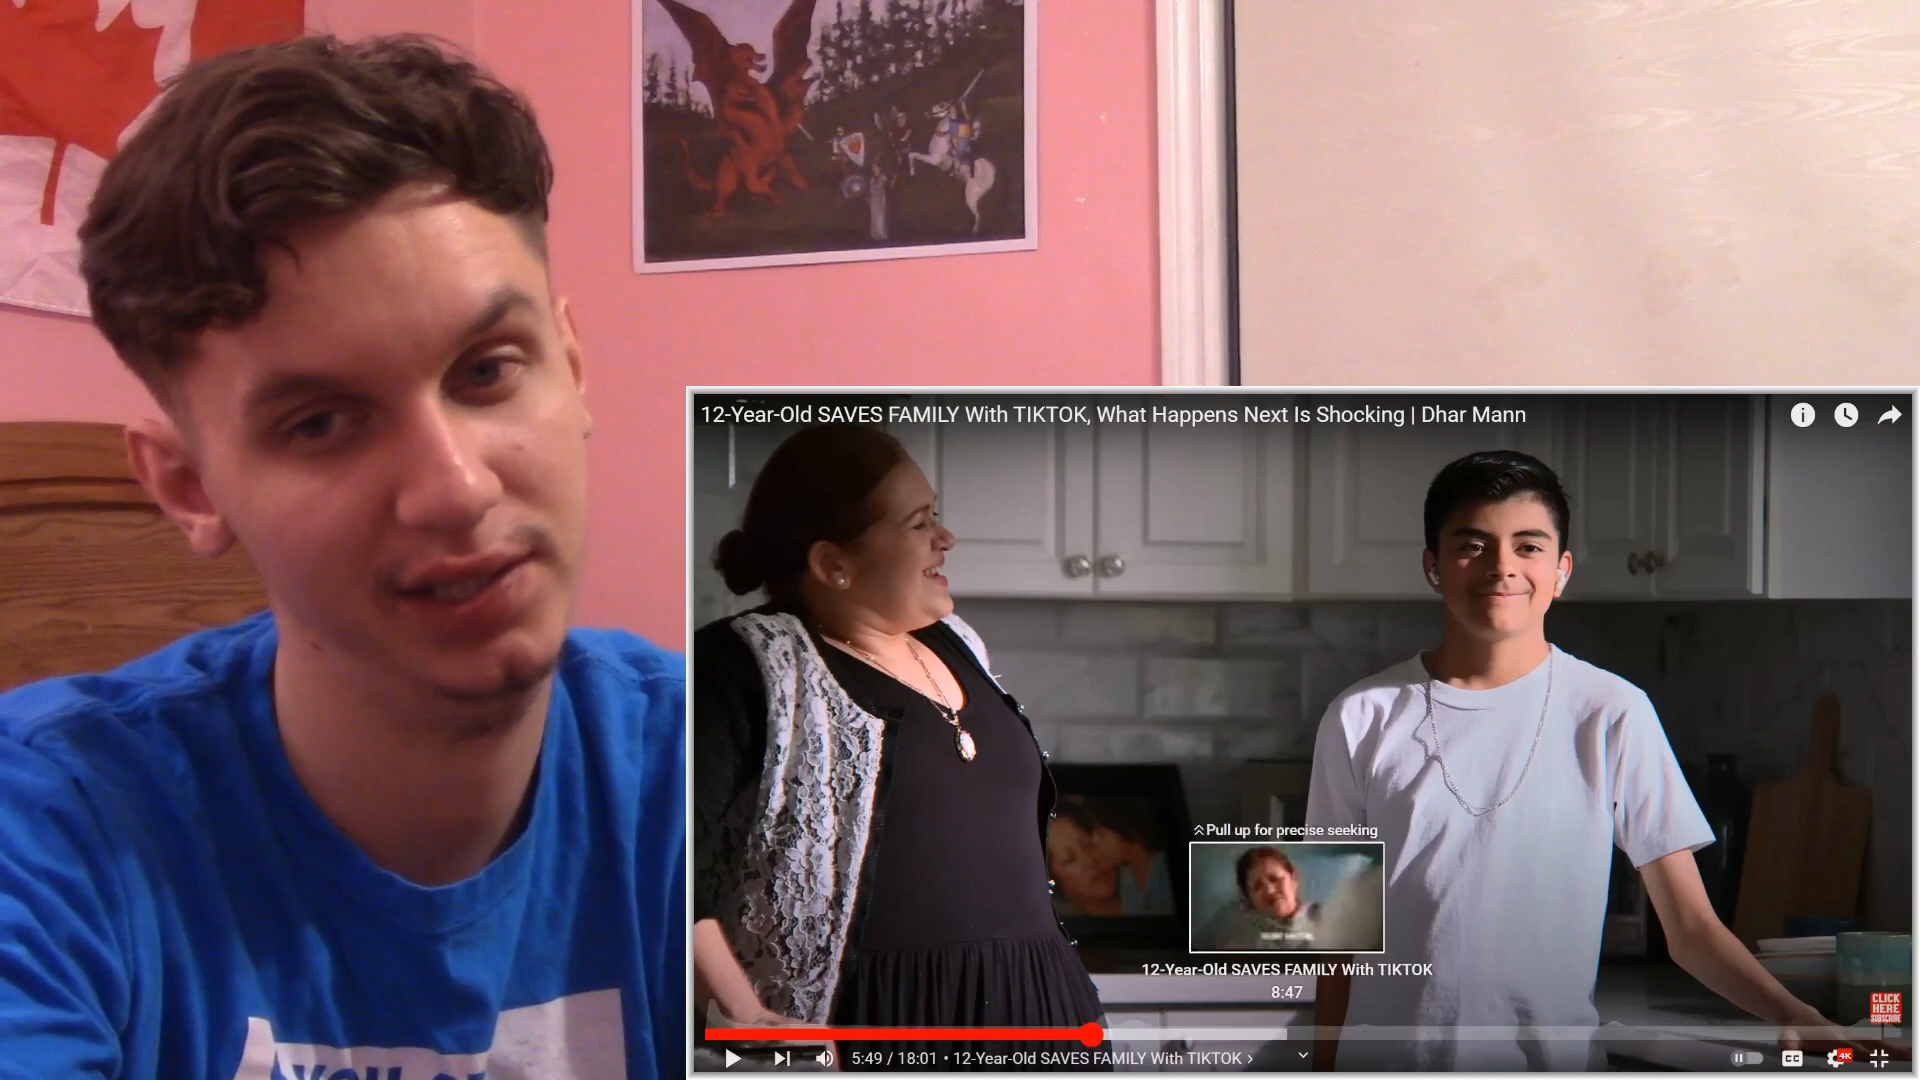 12-Year-Old SAVES FAMILY With TIKTOK, What Happens Next Is Shocking | Dhar Mann
Pull up for precise seeking
12-Year-Old SAVES FAMILY With TIKTOK
8:47
CLICK
HERE
SUBSCRIBE
5:49 / 18:01 • 12-Year-Old SAVES FAMILY With TIKTOK ›
CC
4K